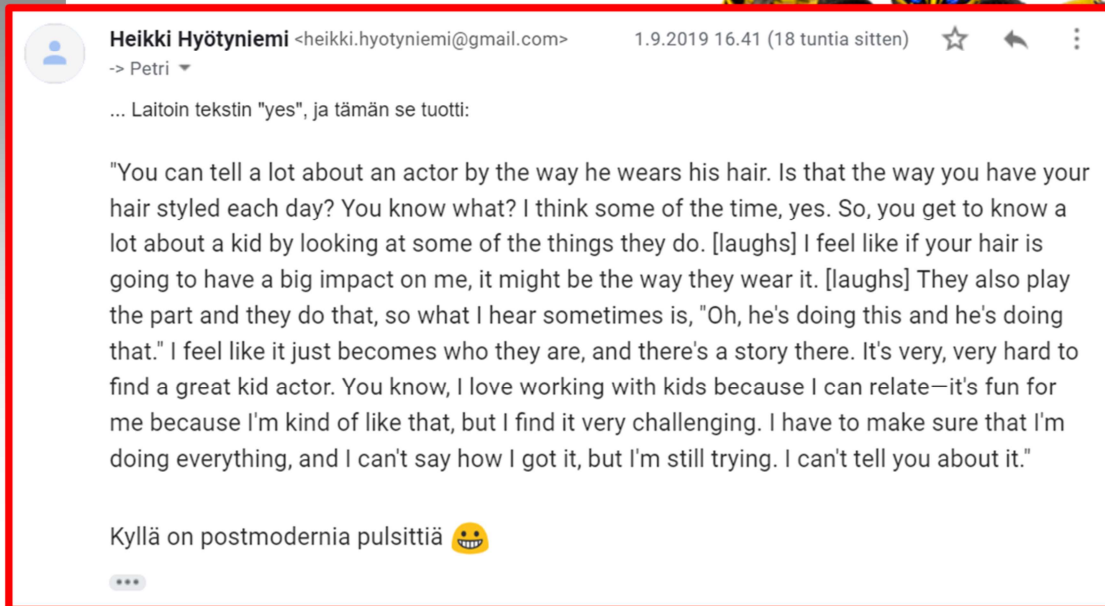 Heikki Hyötyniemi <heikki.hyotyniemi@gmail.com> 1.9.2019 16.41 (18 tuntia sitten)
-> Petri
... Laitoin tekstin "yes", ja tämän se tuotti:
"You can tell a lot about an actor by the way he wears his hair. Is that the way you have your
hair styled each day? You know what? I think some of the time, yes. So, you get to know a
lot about a kid by looking at some of the things they do. [laughs] I feel like if your hair is
going to have a big impact on me, it might be the way they wear it. [laughs] They also play
the part and they do that, so what I hear sometimes is, "Oh, he's doing this and he's doing
that." I feel like it just becomes who they are, and there's a story there. It's very, very hard to
find a great kid actor. You know, I love working with kids because I can relate—it's fun for
me because I'm kind of like that, but I find it very challenging. I have to make sure that I'm
doing everything, and I can't say how I got it, but I'm still trying. I can't tell you about it."
Kyllä on postmodernia pulsittiä 😀